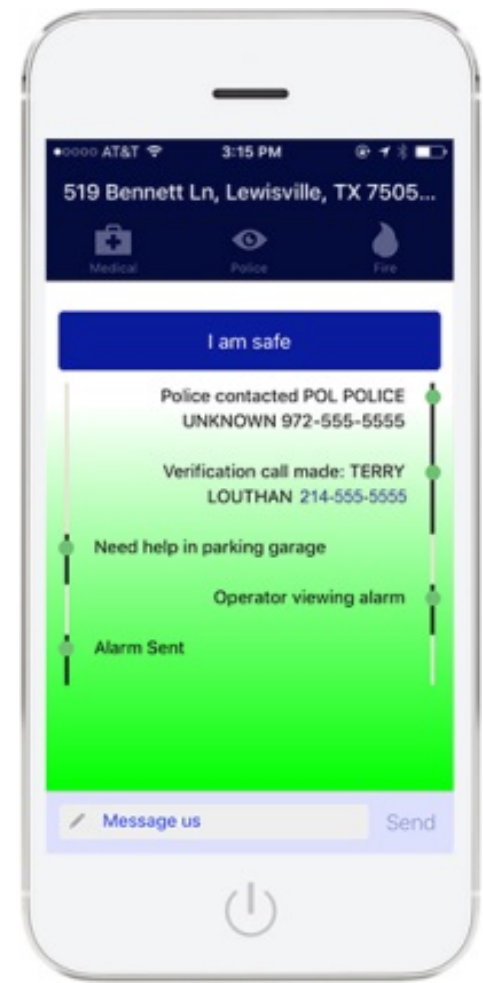 AT&T 3:15 PM
519 Bennett Ln, Lewisville, TX 7505...
Medical Police Fire
I am safe
Police contacted POL POLICE
UNKNOWN 972-555-5555
Verification call made: TERRY
LOUTHAN 214-555-5555
Need help in parking garage
Operator viewing alarm
Alarm Sent
Message us Send